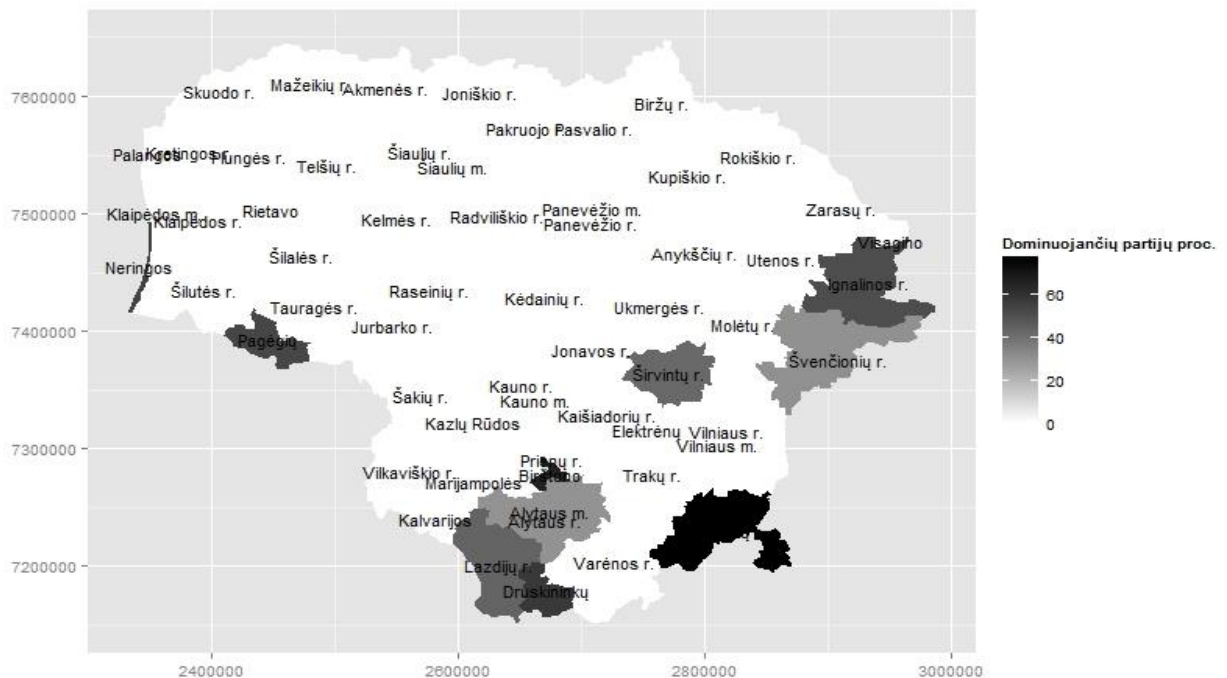 7600000
7500000
7400000
7300000
7200000
Skuodo r.
Mažeikių r.
Akmenės r.
Joniškio r.
Biržų r.
Pakruojo r.
Pasvalio r.
Palangos
Kretingos r.
Plungės r.
Telšių r.
Šiaulių r.
Šiaulių m.
Rokiškio r.
Kupiškio r.
Klaipėdos m.
Klaipėdos r.
Rietavo
Kelmės r.
Radviliškio r.
Panevėžio m.
Panevėžio r.
Zarasų r.
Visagino
Neringos
Šilalės r.
Anykščių r.
Utenos r.
Ignalinos r.
Šilutės r.
Tauragės r.
Raseinių r.
Kėdainių r.
Ukmergės r.
Molėtų r.
Pagėgių
Jurbarko r.
Jonavos r.
Širvintų r.
Švenčionių r.
Šakių r.
Kauno r.
Kauno m.
Kazlų Rūdos
Kaišiadorių r.
Elektrėnų
Vilniaus r.
Vilniaus m.
Vilkaviškio r.
Marijampolės
Prienų r.
Birštono
Trakų r.
Kalvarijos
Alytaus m.
Alytaus r.
Lazdijų r.
Varėnos r.
Druskininkų
2400000 2600000 2800000 3000000
Dominuojančių partijų proc.
60
40
20
0